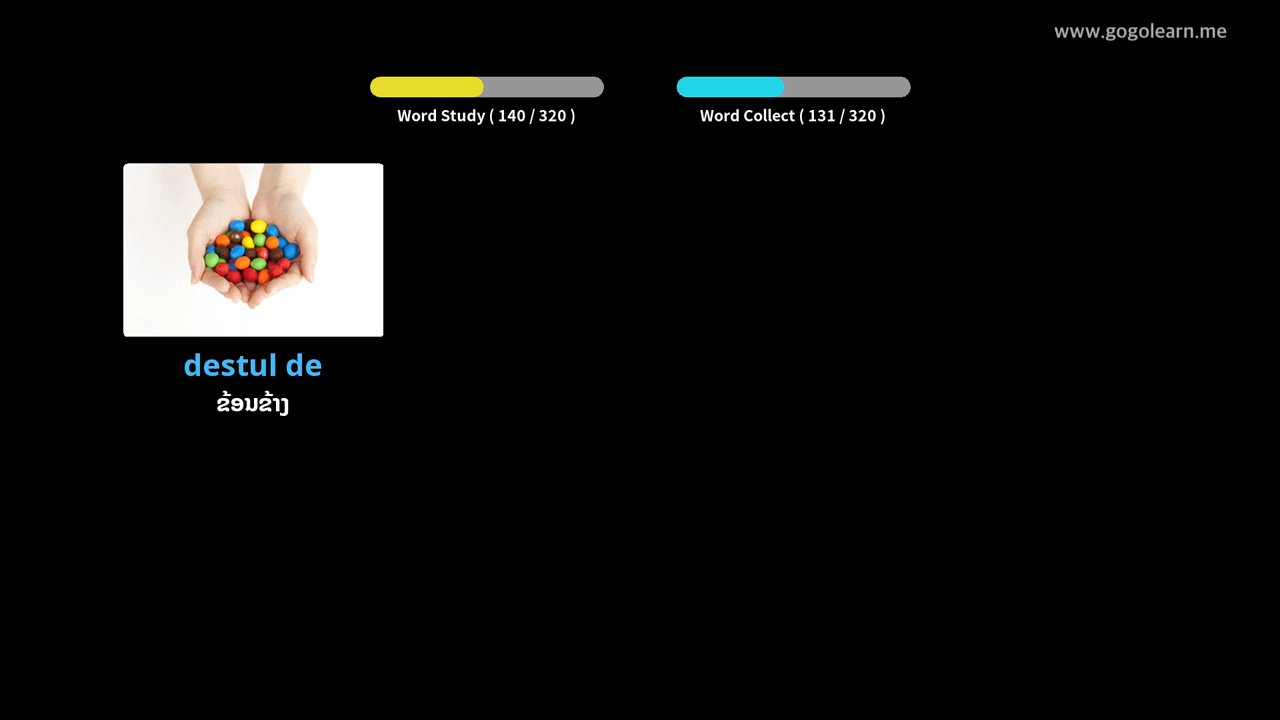 www.gogolearn.me
Word Study ( 140 / 320 )
Word Collect ( 131 / 320 )
destul de
ຂ້ອນຂ້າງ